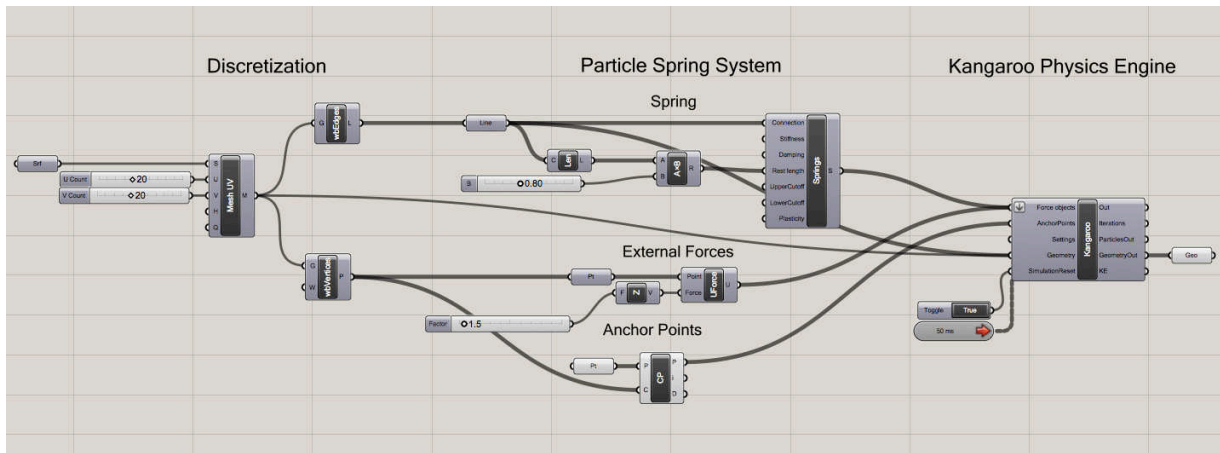 Discretization
Particle Spring System
Kangaroo Physics Engine
Spring
External Forces
Anchor Points
Srf
U Count 20
V Count 20
S
U
V
H
Q
Mesh UV
M
G
wbEdges
L
G
W
wbVertices
P
Line
C
Len
L
B 0.80
A
B
A×B
R
Connection
Stiffness
Damping
Rest length
UpperCutoff
LowerCutoff
Plasticity
Springs
S
Pt
Factor 1.5
F
Z
V
Point
Force
UForce
U
Pt
P
C
CP
P
i
D
Force objects
AnchorPoints
Settings
Geometry
SimulationReset
Kangaroo
Out
Iterations
ParticlesOut
GeometryOut
KE
Geo
Toggle True
50 ms